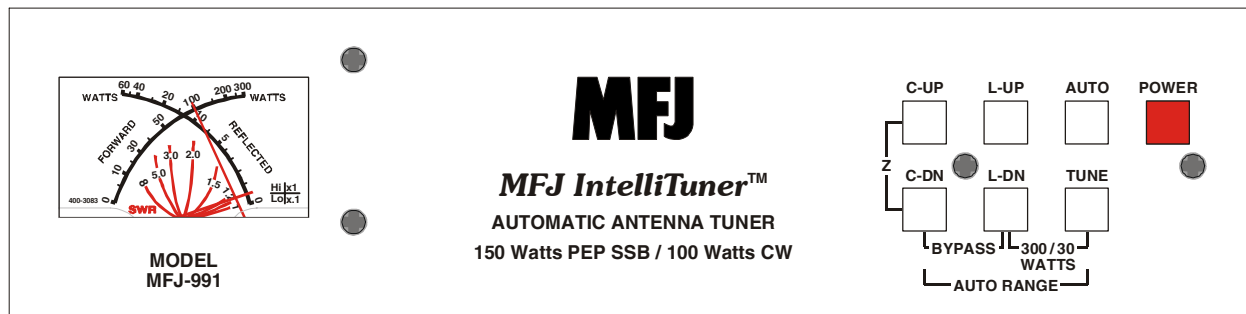 60 40 20 100 200 300
WATTS WATTS
50 10
FORWARD REFLECTED
30 5
3.0 2.0
10 5.0 1.5
8
Hi x1
400-3083 0 SWR 0 Lo x.1
MODEL
MFJ-991
MFJ
MFJ IntelliTuner™
AUTOMATIC ANTENNA TUNER
150 Watts PEP SSB / 100 Watts CW
C-UP L-UP AUTO POWER
Z
C-DN L-DN TUNE
BYPASS 300 / 30
WATTS
AUTO RANGE